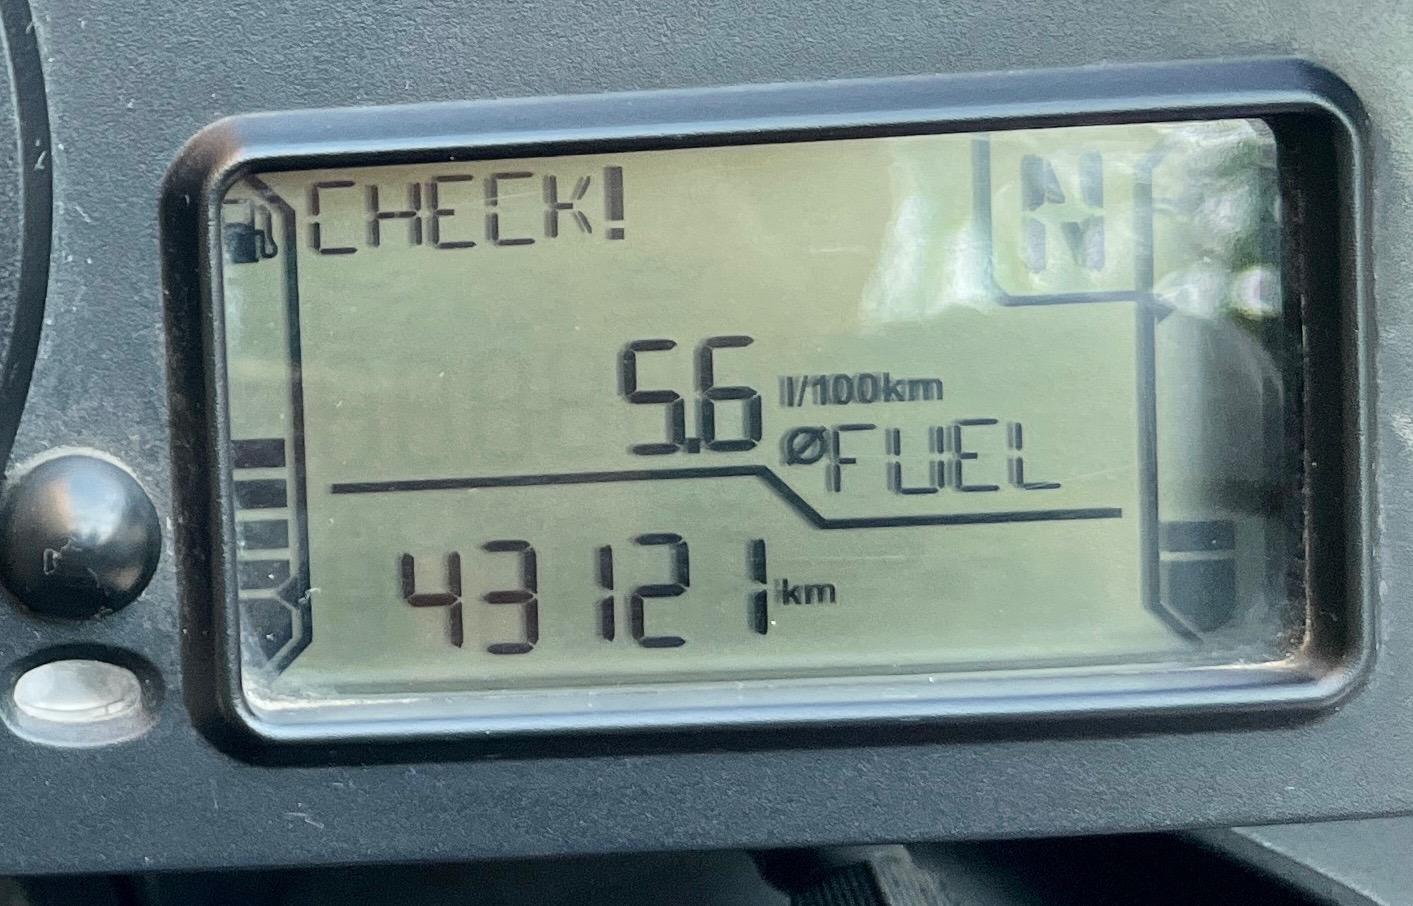 CHECK!
N
5.6 l/100km
ØFUEL
43121 km